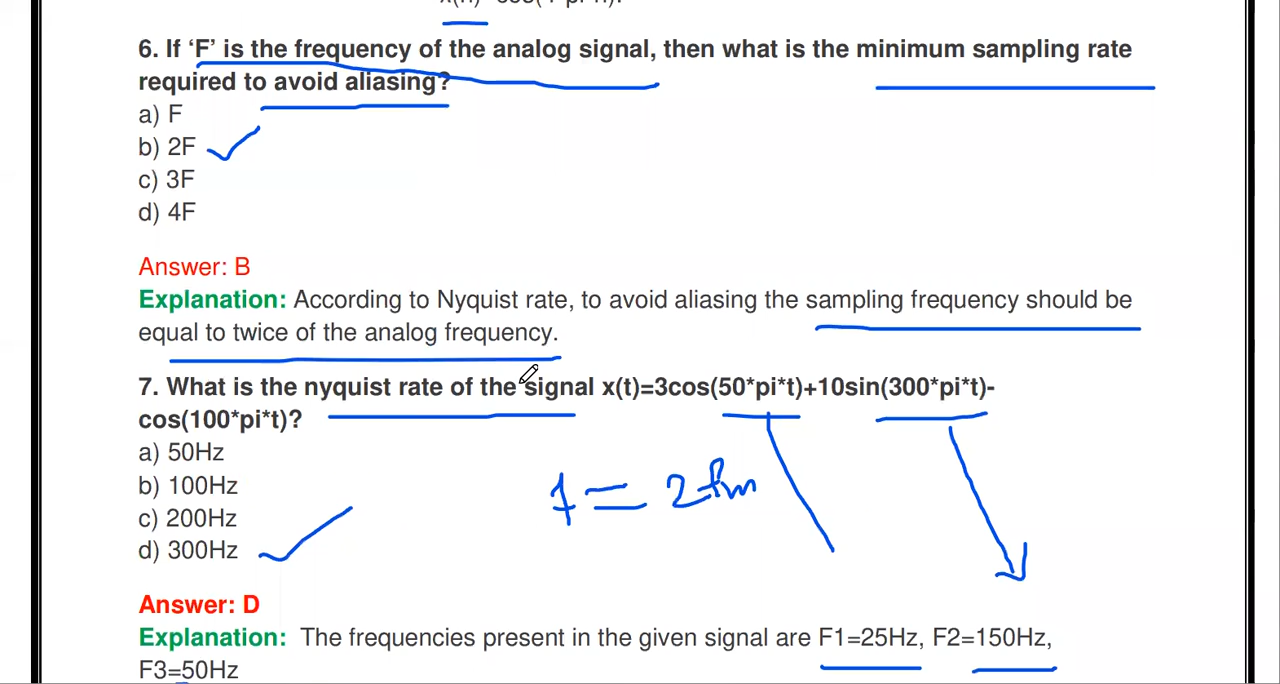 6. If ‘F’ is the frequency of the analog signal, then what is the minimum sampling rate
required to avoid aliasing?
a) F
b) 2F
c) 3F
d) 4F
Answer: B
Explanation: According to Nyquist rate, to avoid aliasing the sampling frequency should be
equal to twice of the analog frequency.
7. What is the nyquist rate of the signal x(t)=3cos(50*pi*t)+10sin(300*pi*t)-
cos(100*pi*t)?
a) 50Hz
b) 100Hz
c) 200Hz
d) 300Hz
f = 2fm
Answer: D
Explanation: The frequencies present in the given signal are F1=25Hz, F2=150Hz,
F3=50Hz